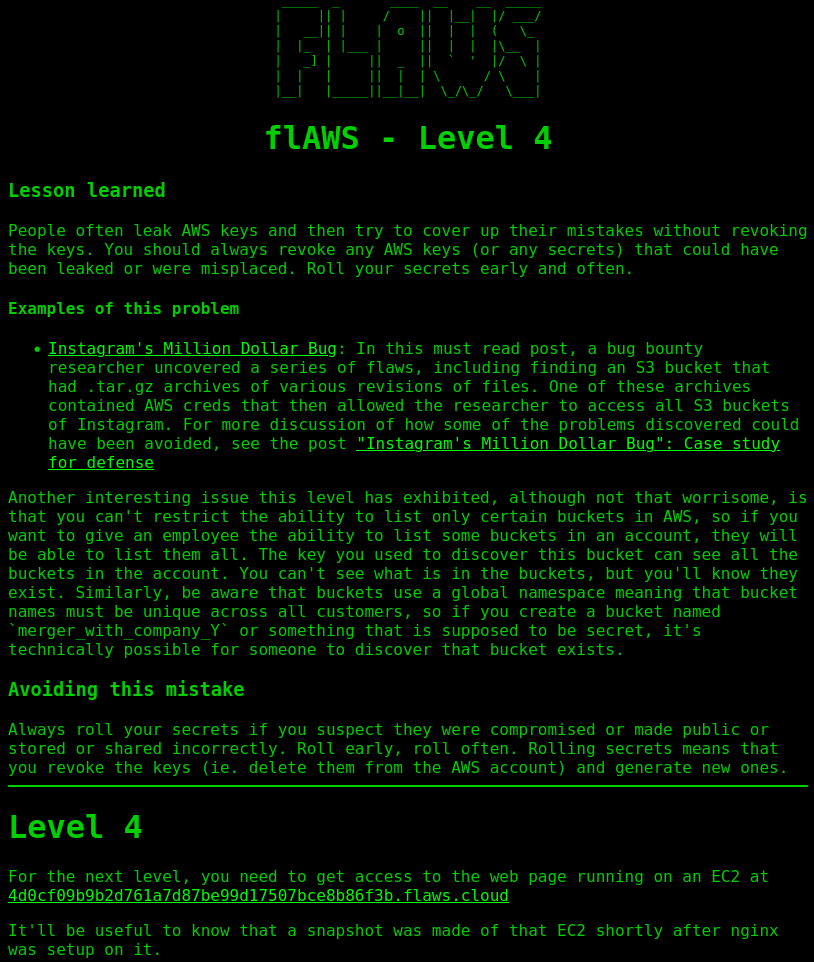 flAWS - Level 4
Lesson learned
People often leak AWS keys and then try to cover up their mistakes without revoking
the keys. You should always revoke any AWS keys (or any secrets) that could have
been leaked or were misplaced. Roll your secrets early and often.
Examples of this problem
• Instagram's Million Dollar Bug: In this must read post, a bug bounty
researcher uncovered a series of flaws, including finding an S3 bucket that
had .tar.gz archives of various revisions of files. One of these archives
contained AWS creds that then allowed the researcher to access all S3 buckets
of Instagram. For more discussion of how some of the problems discovered could
have been avoided, see the post "Instagram's Million Dollar Bug": Case study
for defense
Another interesting issue this level has exhibited, although not that worrisome, is
that you can't restrict the ability to list only certain buckets in AWS, so if you
want to give an employee the ability to list some buckets in an account, they will
be able to list them all. The key you used to discover this bucket can see all the
buckets in the account. You can't see what is in the buckets, but you'll know they
exist. Similarly, be aware that buckets use a global namespace meaning that bucket
names must be unique across all customers, so if you create a bucket named
`merger_with_company_Y` or something that is supposed to be secret, it's
technically possible for someone to discover that bucket exists.
Avoiding this mistake
Always roll your secrets if you suspect they were compromised or made public or
stored or shared incorrectly. Roll early, roll often. Rolling secrets means that
you revoke the keys (ie. delete them from the AWS account) and generate new ones.
Level 4
For the next level, you need to get access to the web page running on an EC2 at
4d0cf09b9b2d761a7d87be99d17507bce8b86f3b.flaws.cloud
It'll be useful to know that a snapshot was made of that EC2 shortly after nginx
was setup on it.